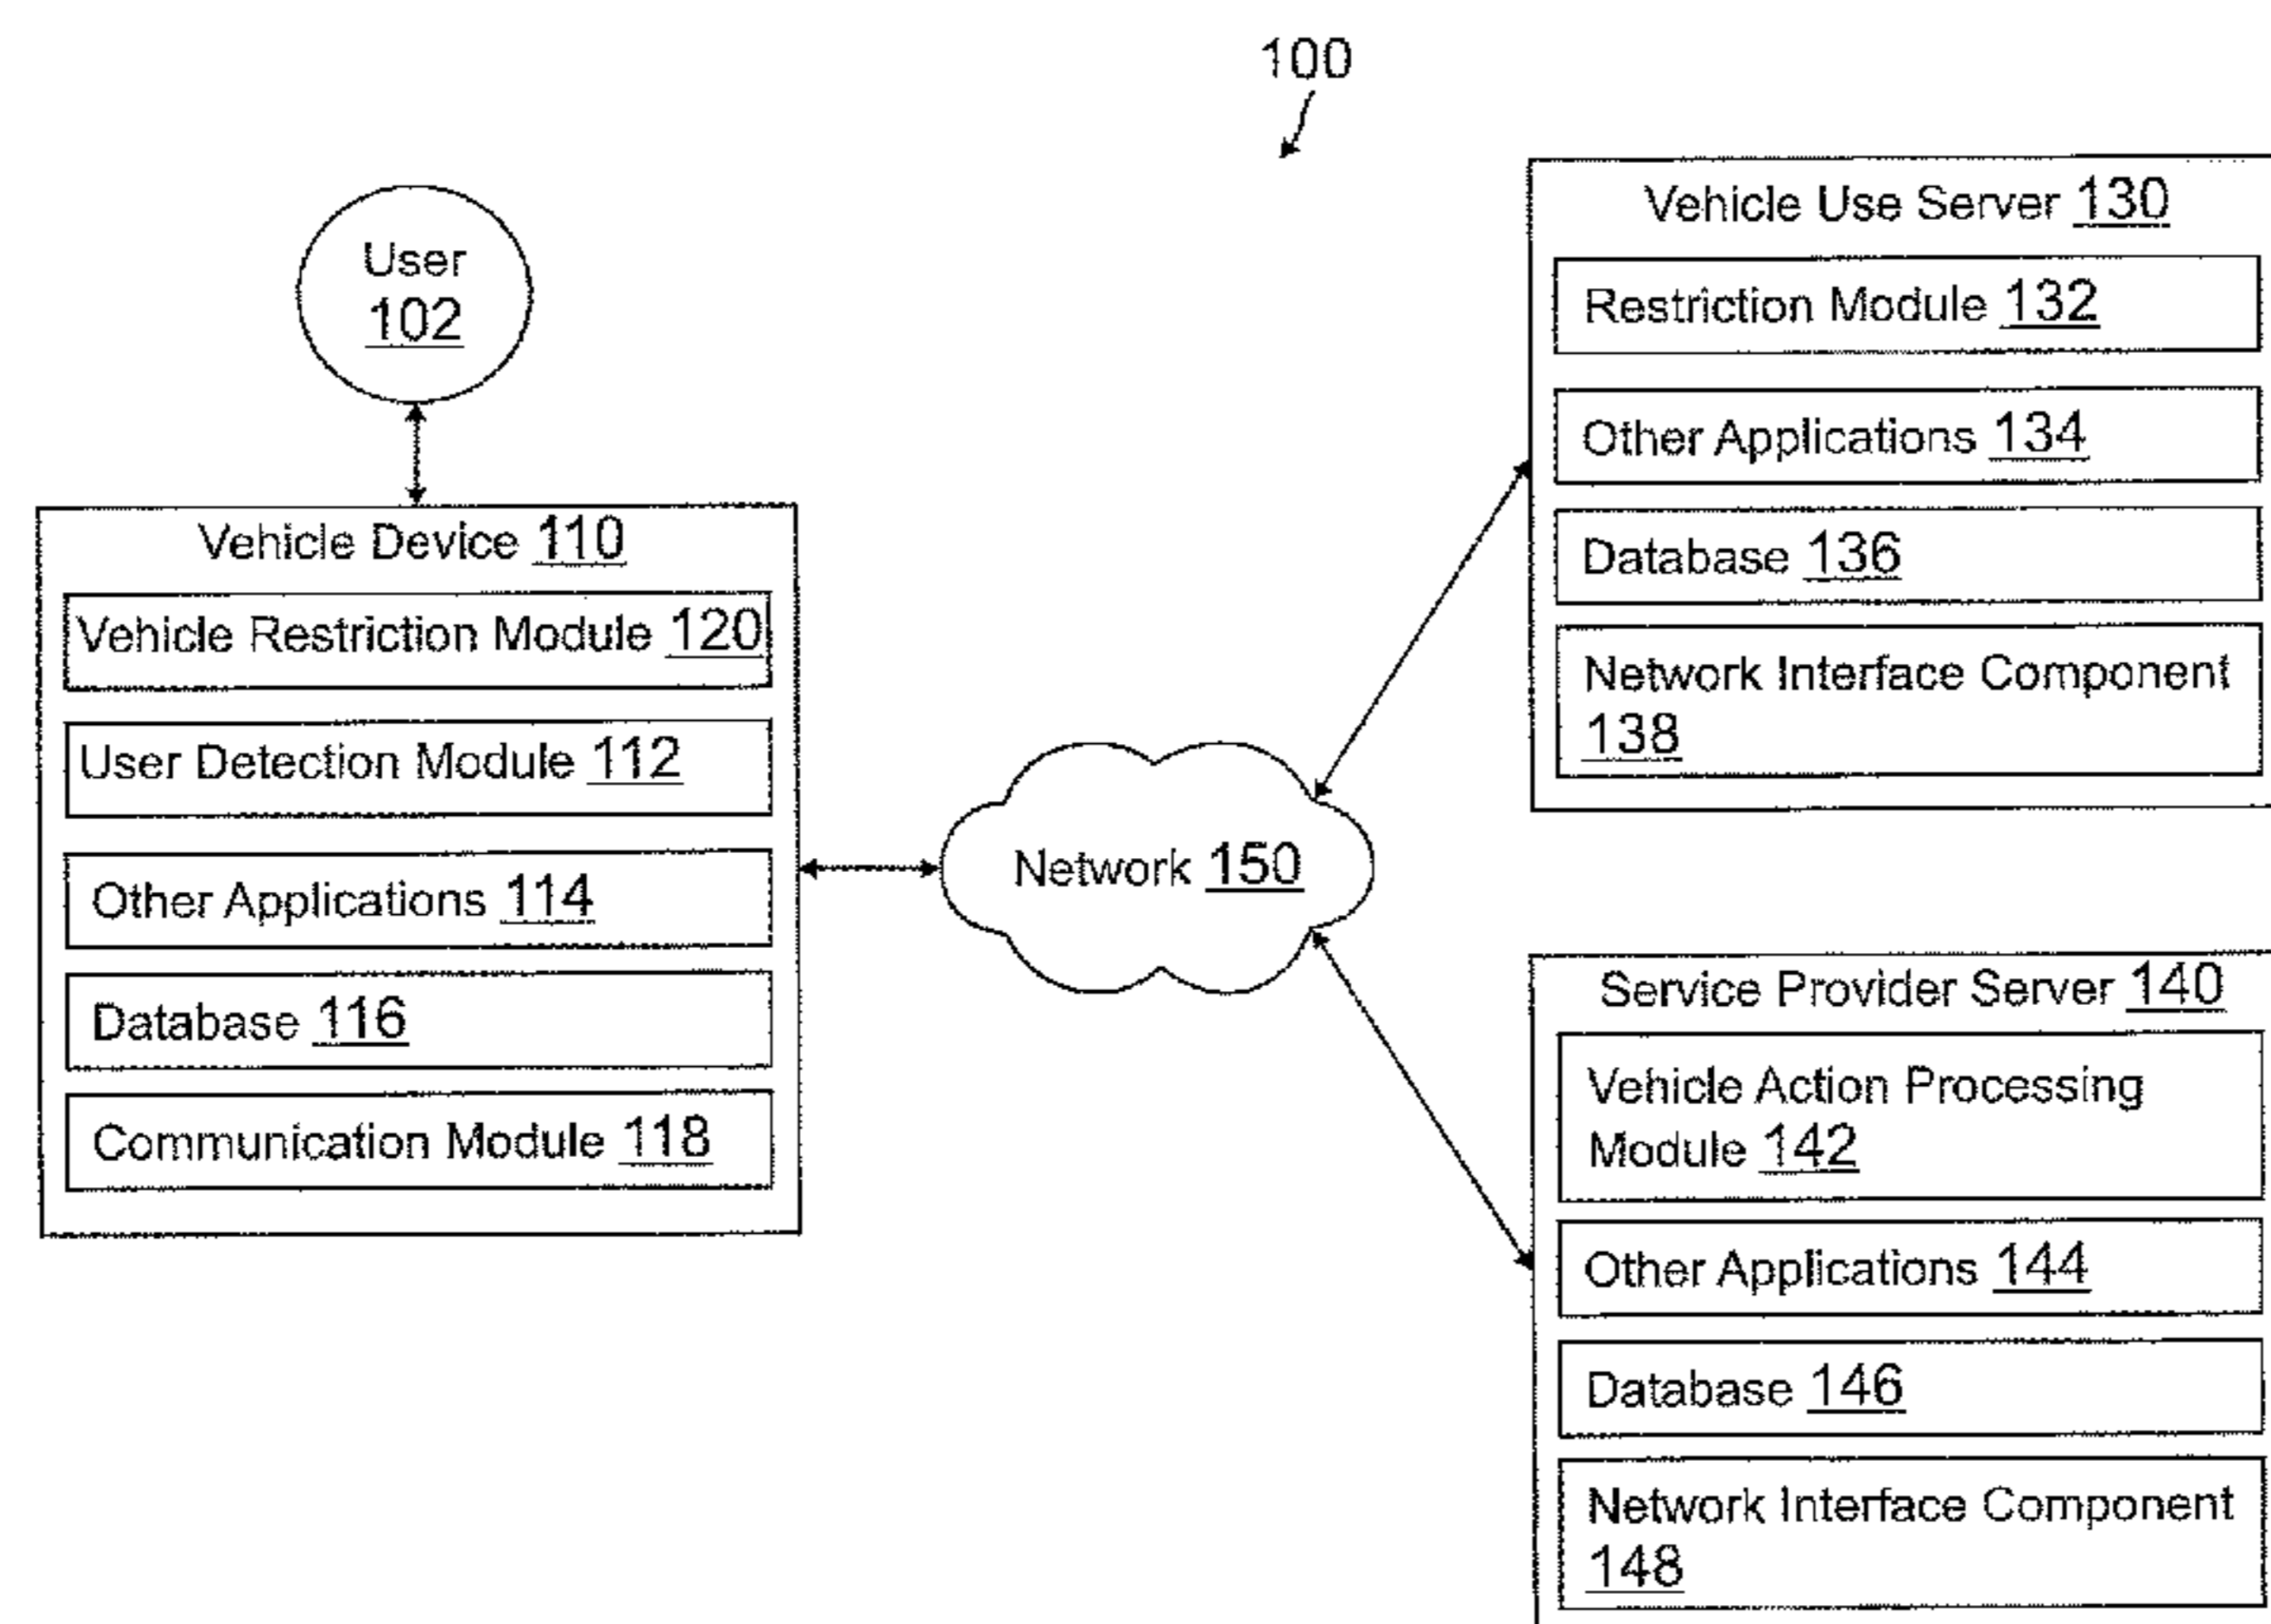 100
User
102
Vehicle Device 110
Vehicle Restriction Module 120
User Detection Module 112
Other Applications 114
Database 116
Communication Module 118
Network 150
Vehicle Use Server 130
Restriction Module 132
Other Applications 134
Database 136
Network Interface Component
138
Service Provider Server 140
Vehicle Action Processing
Module 142
Other Applications 144
Database 146
Network Interface Component
148